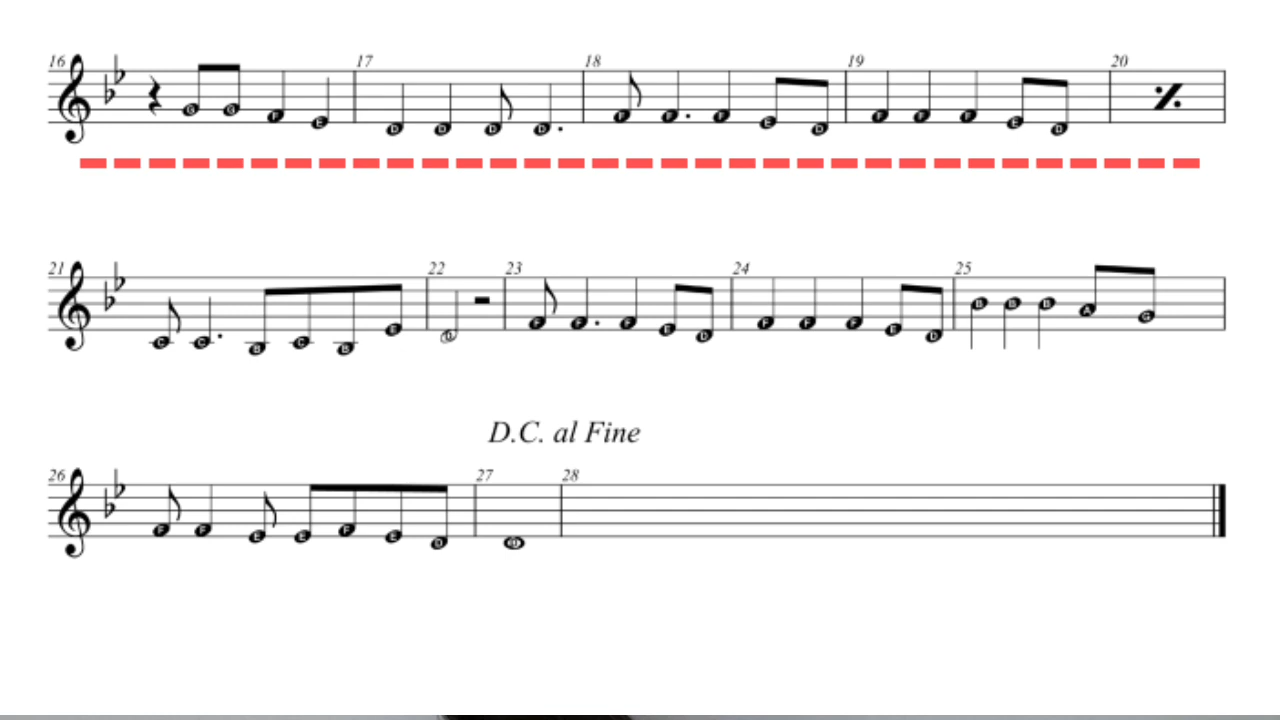 16 17 18 19 20
G G F E D D D D F F F E D F F F E D
21 22 23 24 25
C C B C B E D F F F E D F F F E D B B B A G
D.C. al Fine
26 27 28
F F E E F E D D